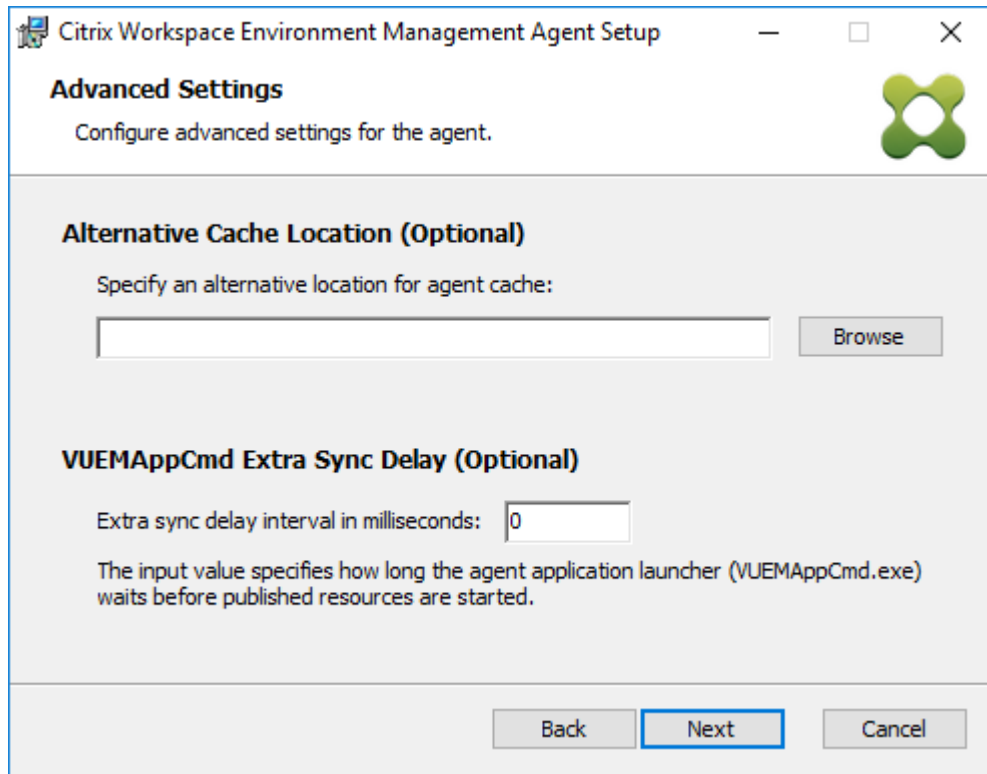 Citrix Workspace Environment Management Agent Setup
Advanced Settings
Configure advanced settings for the agent.
Alternative Cache Location (Optional)
Specify an alternative location for agent cache:
Browse
VUEMAppCmd Extra Sync Delay (Optional)
Extra sync delay interval in milliseconds: 0
The input value specifies how long the agent application launcher (VUEMAppCmd.exe)
waits before published resources are started.
Back Next Cancel